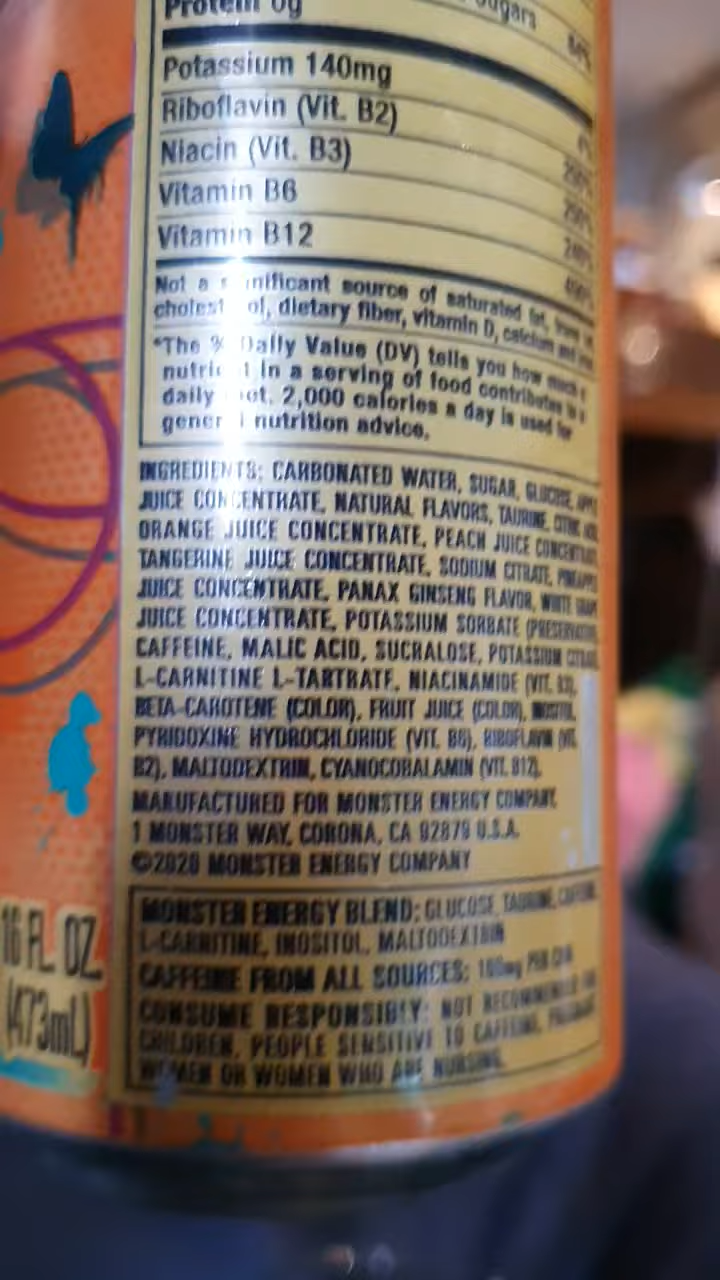 Protein 0g
Sugars
Potassium 140mg
Riboflavin (Vit. B2)
Niacin (Vit. B3)
Vitamin B6
Vitamin B12
Not a significant source of saturated fat,
cholesterol, dietary fiber, vitamin D, calcium and
*The % Daily Value (DV) tells you how much a
nutrient in a serving of food contributes to a
daily diet. 2,000 calories a day is used for
general nutrition advice.
INGREDIENTS: CARBONATED WATER, SUGAR, GLUCOSE, APPLE
JUICE CONCENTRATE, NATURAL FLAVORS, TAURINE, CITRIC ACID,
ORANGE JUICE CONCENTRATE, PEACH JUICE CONCENTRATE,
TANGERINE JUICE CONCENTRATE, SODIUM CITRATE, PINEAPPLE
JUICE CONCENTRATE, PANAX GINSENG FLAVOR, WHITE GRAPE
JUICE CONCENTRATE, POTASSIUM SORBATE (PRESERVATIVE),
CAFFEINE, MALIC ACID, SUCRALOSE, POTASSIUM CITRATE,
L-CARNITINE L-TARTRATE, NIACINAMIDE (VIT. B3),
BETA-CAROTENE (COLOR), FRUIT JUICE (COLOR), INOSITOL,
PYRIDOXINE HYDROCHLORIDE (VIT. B6), RIBOFLAVIN (VIT.
B2), MALTODEXTRIN, CYANOCOBALAMIN (VIT. B12).
MANUFACTURED FOR MONSTER ENERGY COMPANY,
1 MONSTER WAY, CORONA, CA 92879 U.S.A.
©2020 MONSTER ENERGY COMPANY
MONSTER ENERGY BLEND: GLUCOSE, TAURINE, CAFFEINE,
L-CARNITINE, INOSITOL, MALTODEXTRIN
CAFFEINE FROM ALL SOURCES: 160mg PER CAN
CONSUME RESPONSIBLY: NOT RECOMMENDED FOR
CHILDREN, PEOPLE SENSITIVE TO CAFFEINE, PREGNANT
WOMEN OR WOMEN WHO ARE NURSING.
16 FL OZ
(473mL)